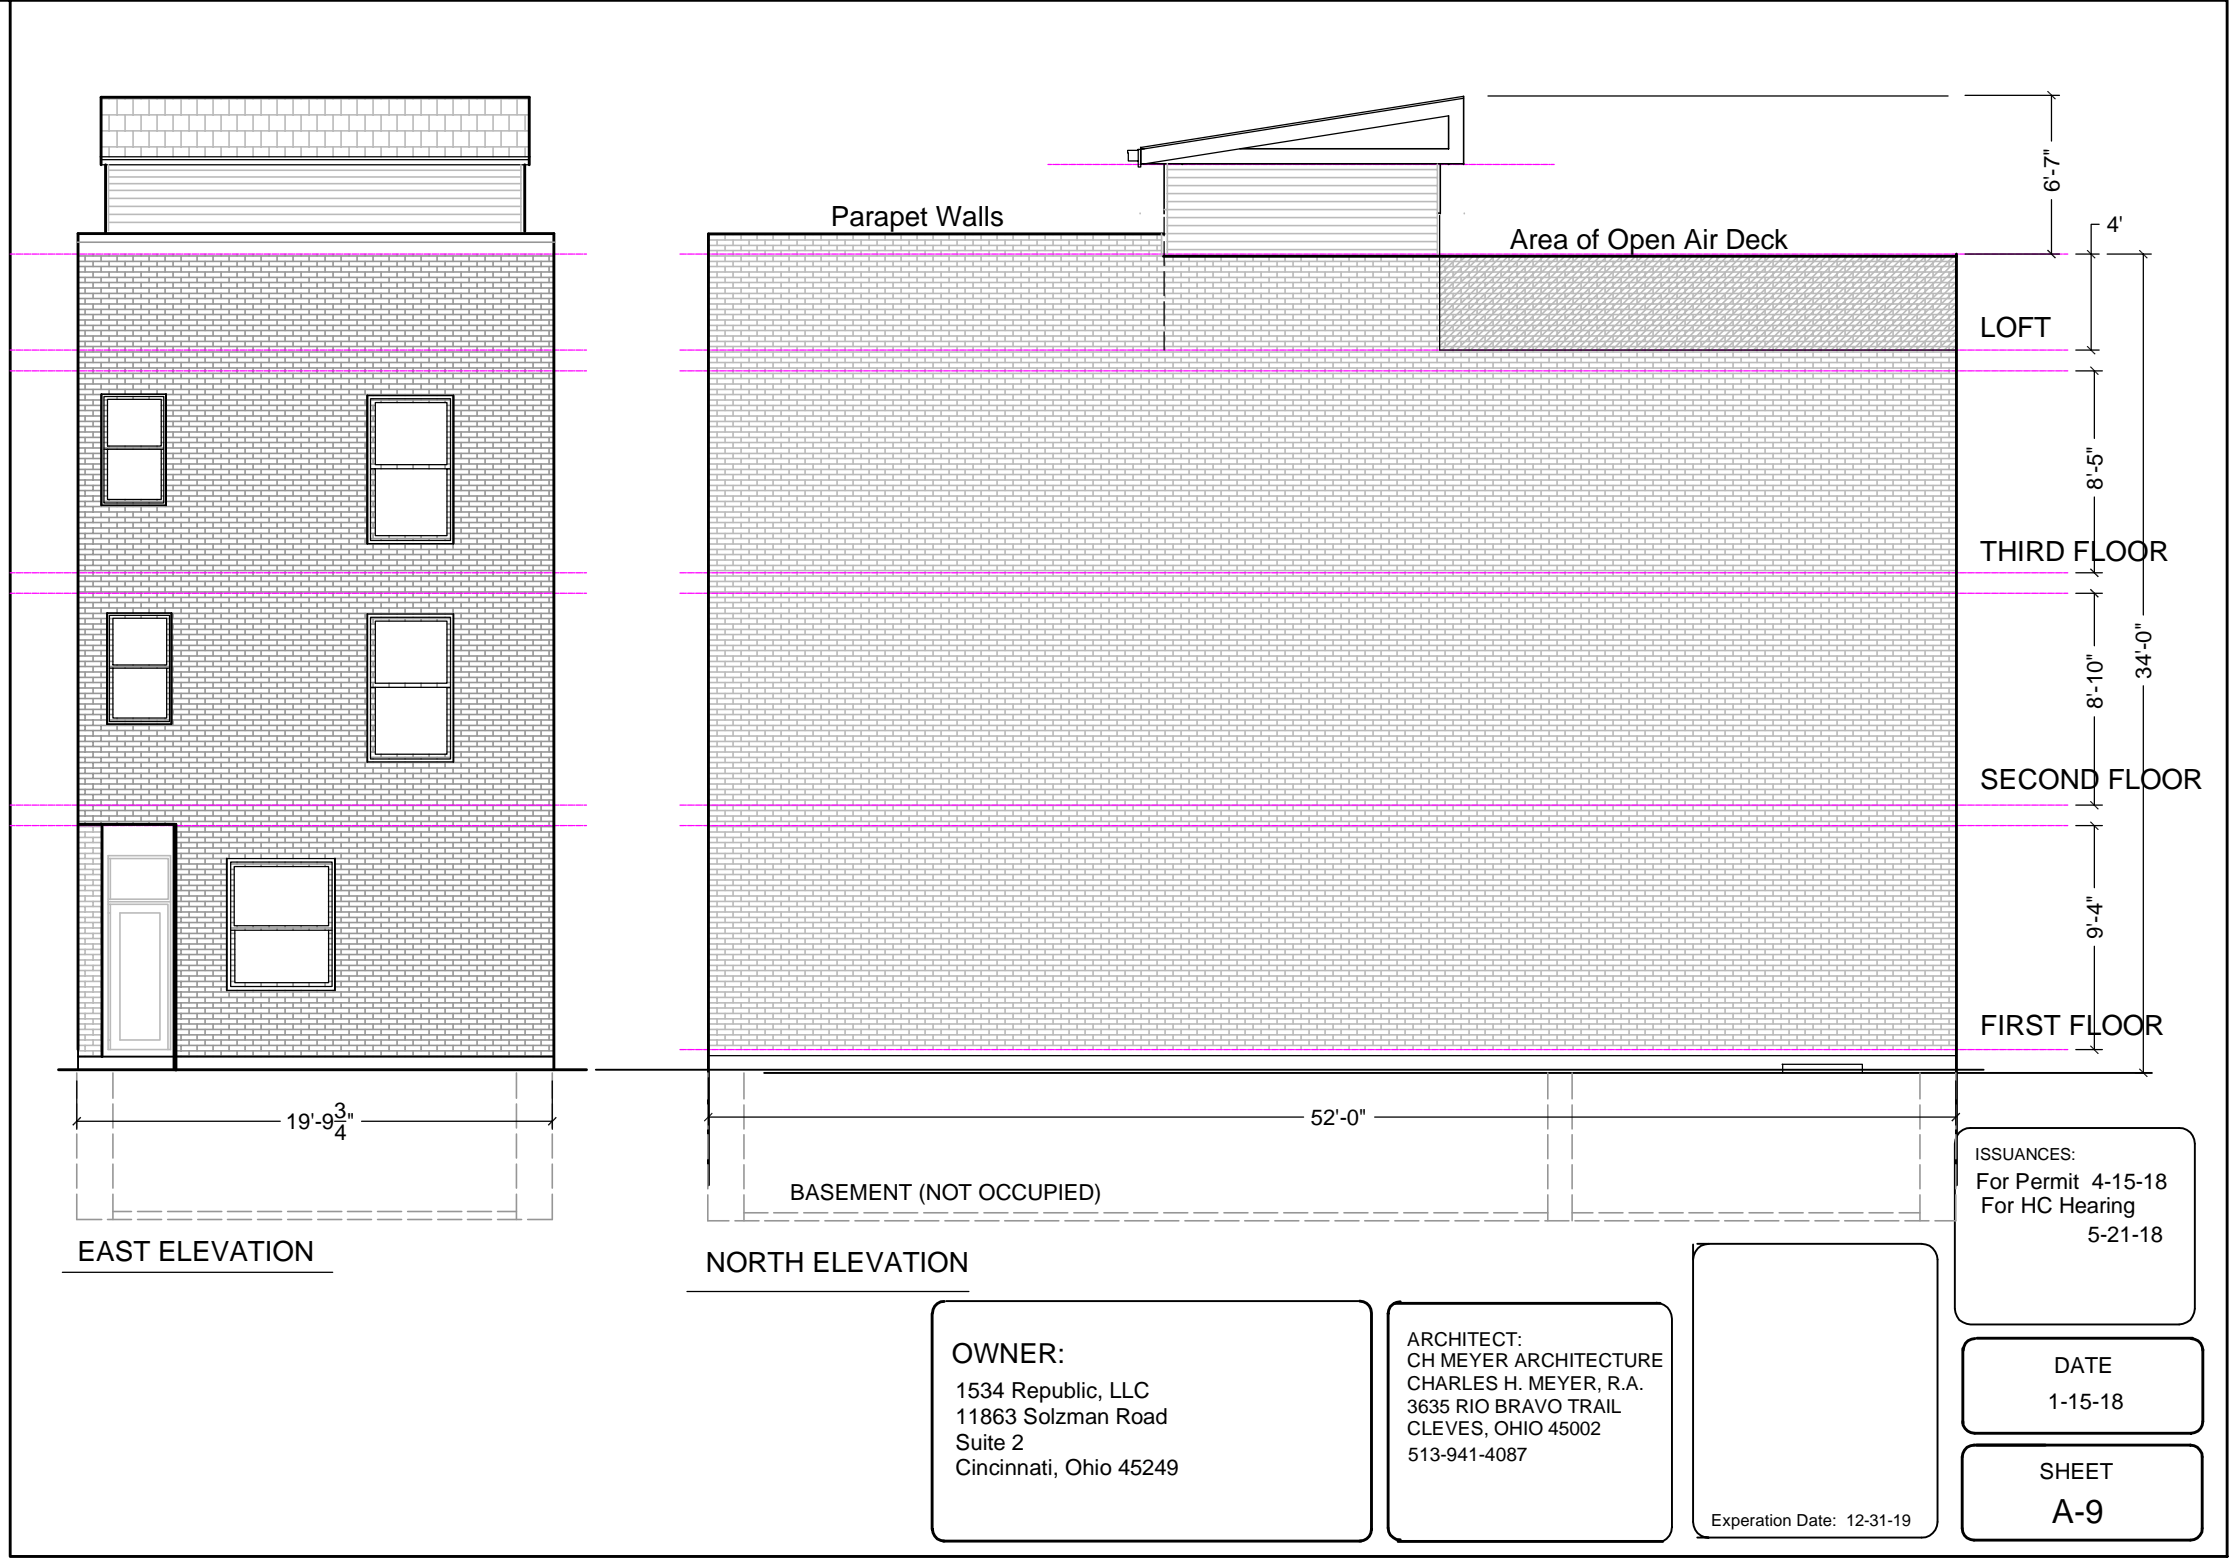 Parapet Walls
Area of Open Air Deck
6'-7"
4'
LOFT
8'-5"
THIRD FLOOR
34'-0"
8'-10"
SECOND FLOOR
9'-4"
FIRST FLOOR
19'-9 3/4"
52'-0"
BASEMENT (NOT OCCUPIED)
EAST ELEVATION
NORTH ELEVATION
OWNER:
1534 Republic, LLC
11863 Solzman Road
Suite 2
Cincinnati, Ohio 45249
ARCHITECT:
CH MEYER ARCHITECTURE
CHARLES H. MEYER, R.A.
3635 RIO BRAVO TRAIL
CLEVES, OHIO 45002
513-941-4087
Experation Date: 12-31-19
ISSUANCES:
For Permit 4-15-18
For HC Hearing
5-21-18
DATE
1-15-18
SHEET
A-9